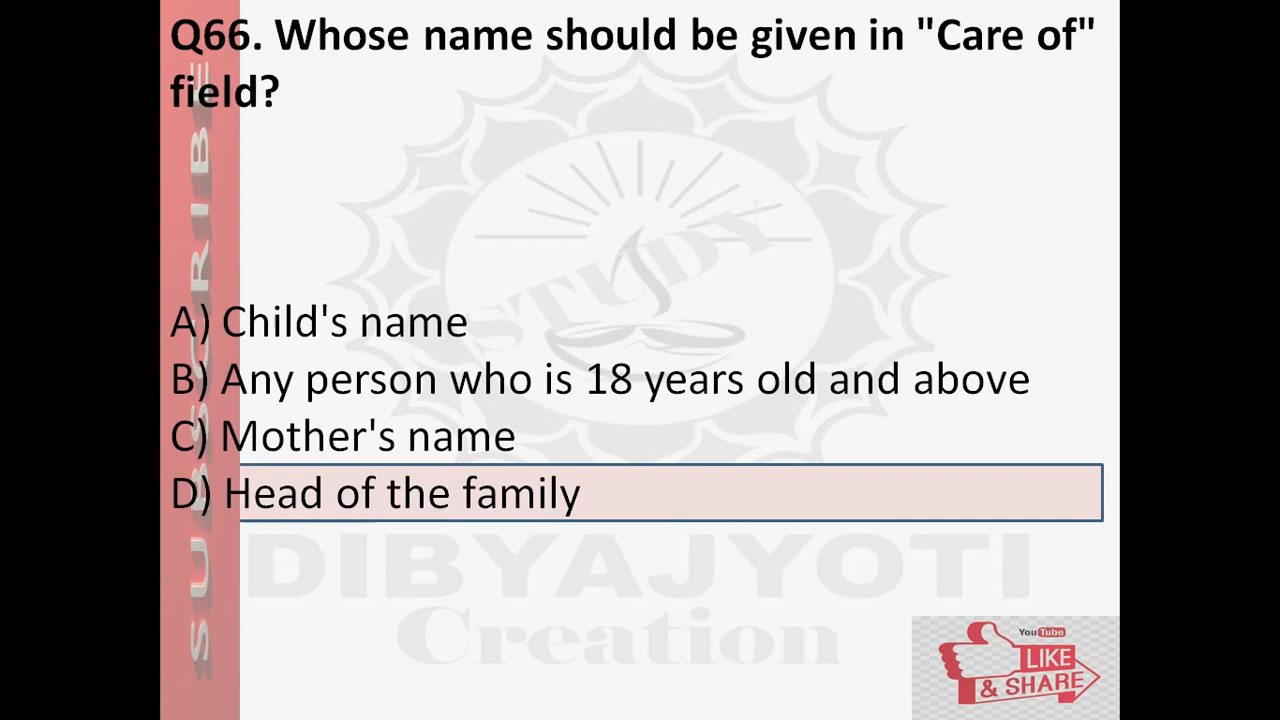 Q66. Whose name should be given in "Care of"
field?
STUDY
A) Child's name
B) Any person who is 18 years old and above
C) Mother's name
D) Head of the family
DIBYAJYOTI
Creation
SUBSCRIBE
YouTube
LIKE
& SHARE